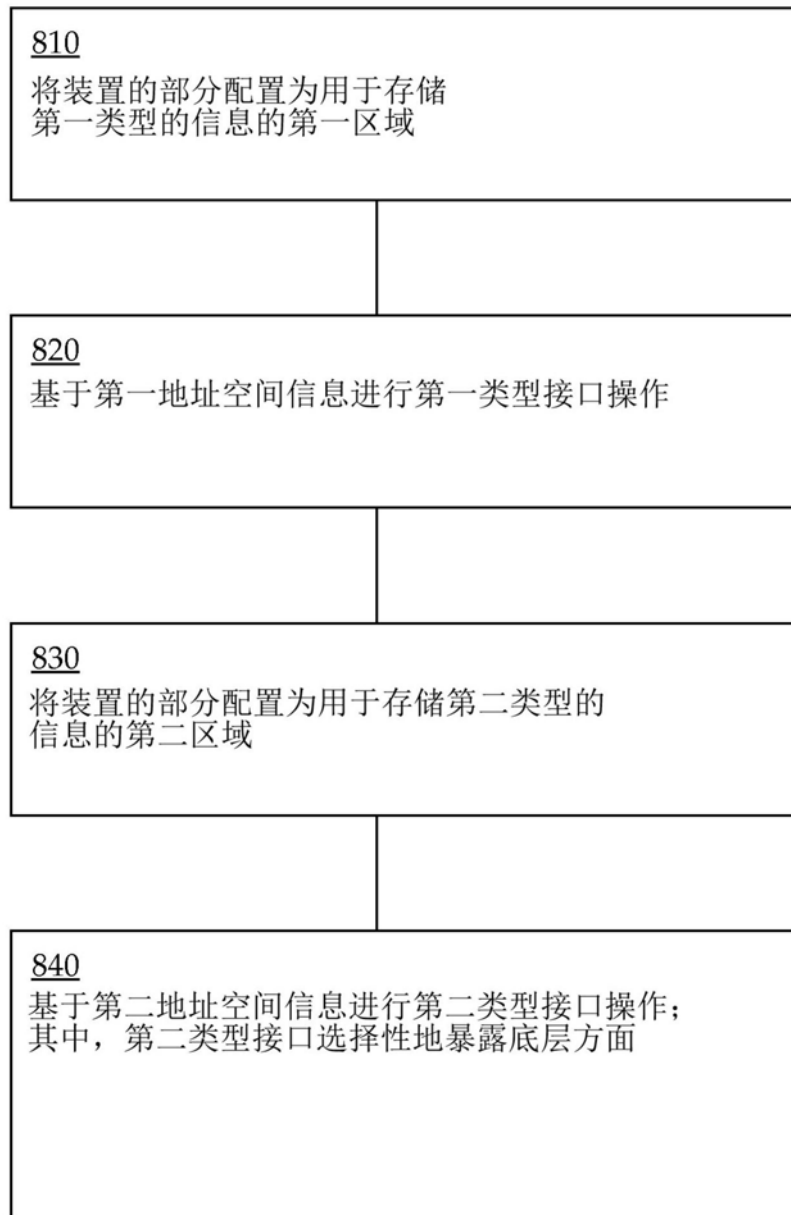 810
将装置的部分配置为用于存储
第一类型的信息的第一区域
820
基于第一地址空间信息进行第一类型接口操作
830
将装置的部分配置为用于存储第二类型的
信息的第二区域
840
基于第二地址空间信息进行第二类型接口操作；
其中，第二类型接口选择性地暴露底层方面